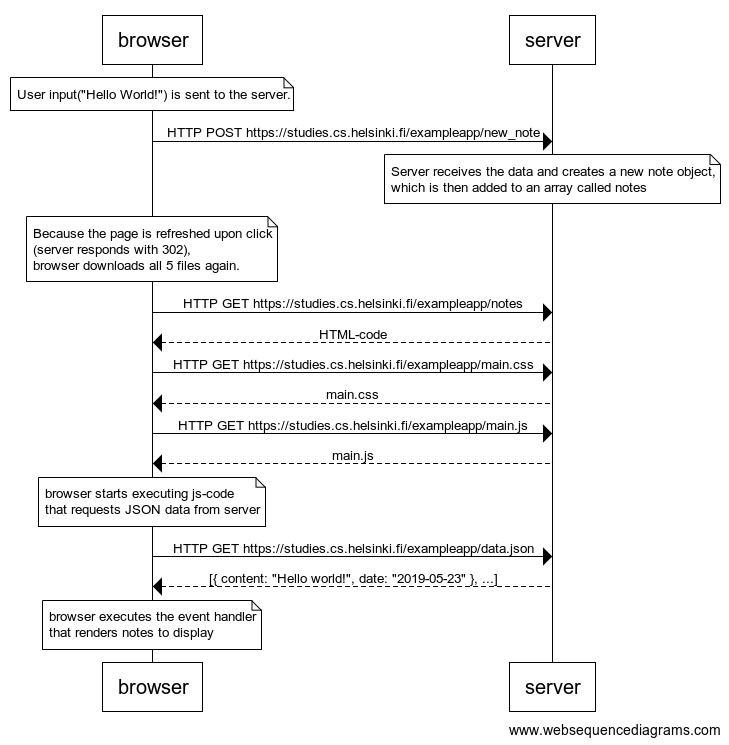 browser
server
User input("Hello World!") is sent to the server.
HTTP POST https://studies.cs.helsinki.fi/exampleapp/new_note
Server receives the data and creates a new note object,
which is then added to an array called notes
Because the page is refreshed upon click
(server responds with 302),
browser downloads all 5 files again.
HTTP GET https://studies.cs.helsinki.fi/exampleapp/notes
HTML-code
HTTP GET https://studies.cs.helsinki.fi/exampleapp/main.css
main.css
HTTP GET https://studies.cs.helsinki.fi/exampleapp/main.js
main.js
browser starts executing js-code
that requests JSON data from server
HTTP GET https://studies.cs.helsinki.fi/exampleapp/data.json
[{ content: "Hello world!", date: "2019-05-23" }, ...]
browser executes the event handler
that renders notes to display
browser
server
www.websequencediagrams.com